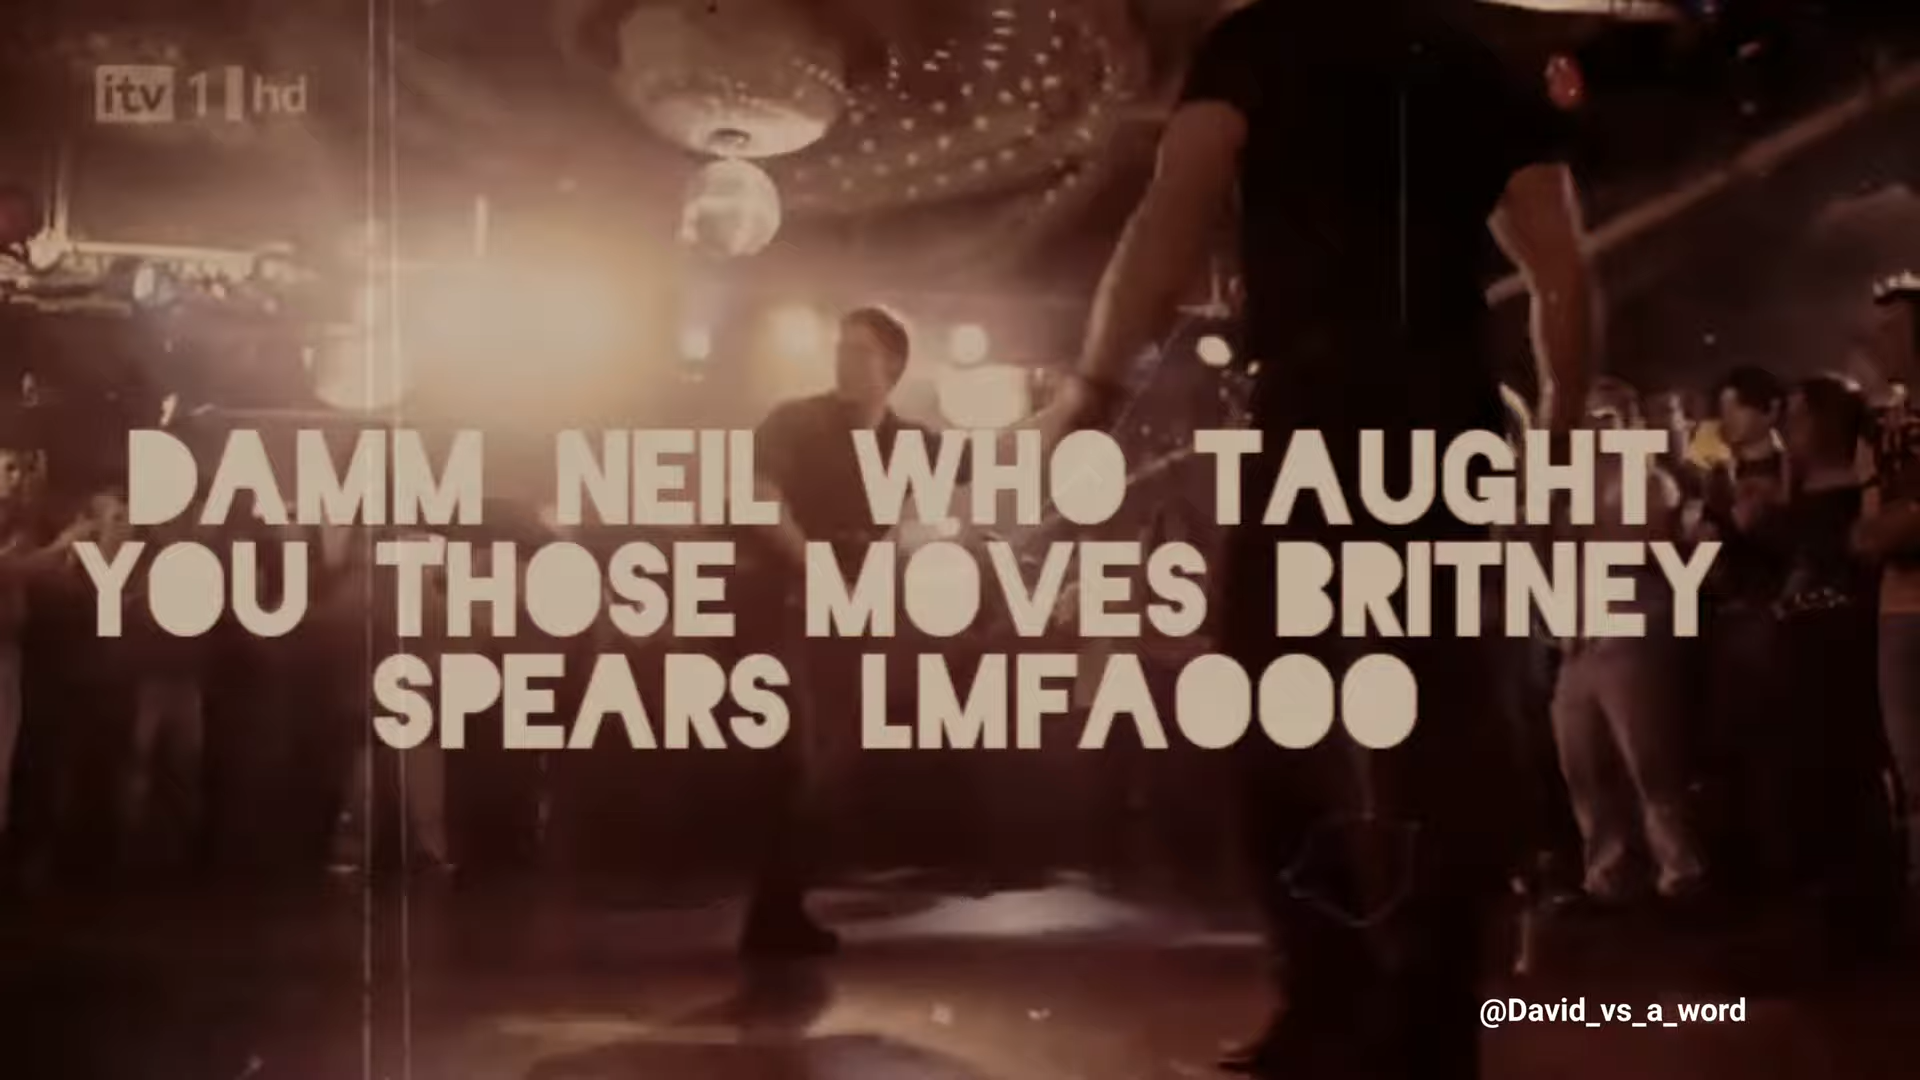 itv 1 hd
DAMM NEIL WHO TAUGHT
YOU THOSE MOVES BRITNEY
SPEARS LMFAOOO
@David_vs_a_word